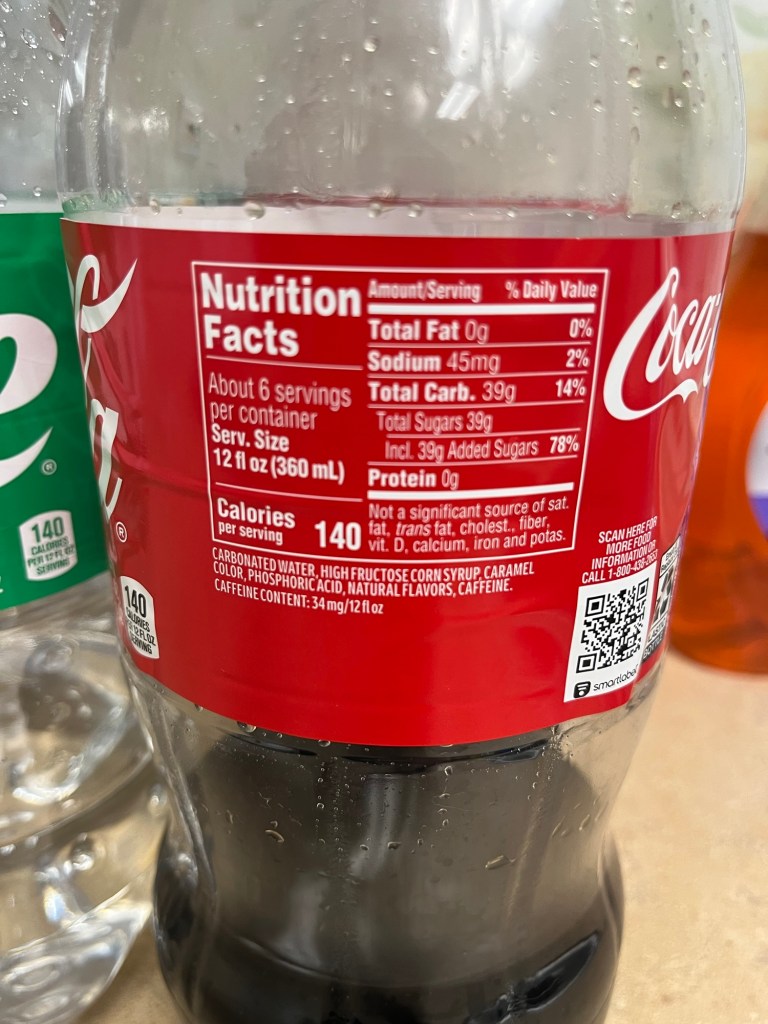 Nutrition
Facts
About 6 servings
per container
Serv. Size
12 fl oz (360 mL)
Calories
per serving
140
Amount/Serving % Daily Value
Total Fat 0g 0%
Sodium 45mg 2%
Total Carb. 39g 14%
Total Sugars 39g
Incl. 39g Added Sugars 78%
Protein 0g
Not a significant source of sat.
fat, trans fat, cholest., fiber,
vit. D, calcium, iron and potas.
CARBONATED WATER, HIGH FRUCTOSE CORN SYRUP, CARAMEL
COLOR, PHOSPHORIC ACID, NATURAL FLAVORS, CAFFEINE.
CAFFEINE CONTENT: 34 mg/12 fl oz
Coca
SCAN HERE FOR
MORE FOOD
INFORMATION OR
CALL 1-800-438-2653
smartlabel
®
140
CALORIES
PER 12 FL OZ
SERVING
®
140
CALORIES
12 FL OZ
SERVING